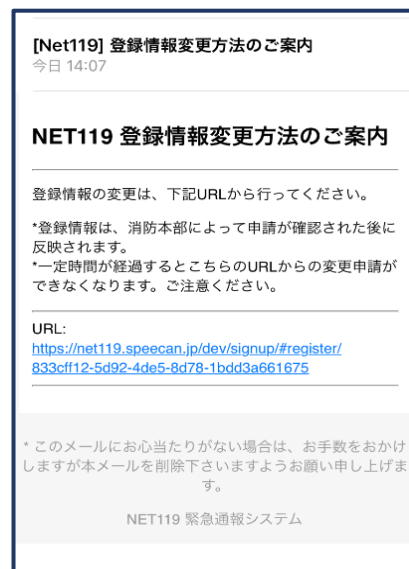 [Net119] 登録情報変更方法のご案内
今日 14:07
NET119 登録情報変更方法のご案内
登録情報の変更は、下記URLから行ってください。
*登録情報は、消防本部によって申請が確認された後に
反映されます。
*一定時間が経過するとこちらのURLからの変更申請が
できなくなります。ご注意ください。
URL:
https://net119.speecan.jp/dev/signup/#register/
833cff12-5d92-4de5-8d78-1bdd3a661675
* このメールにお心当たりがない場合は、お手数をおかけ
しますが本メールを削除下さいますようお願い申し上げま
す。
NET119 緊急通報システム